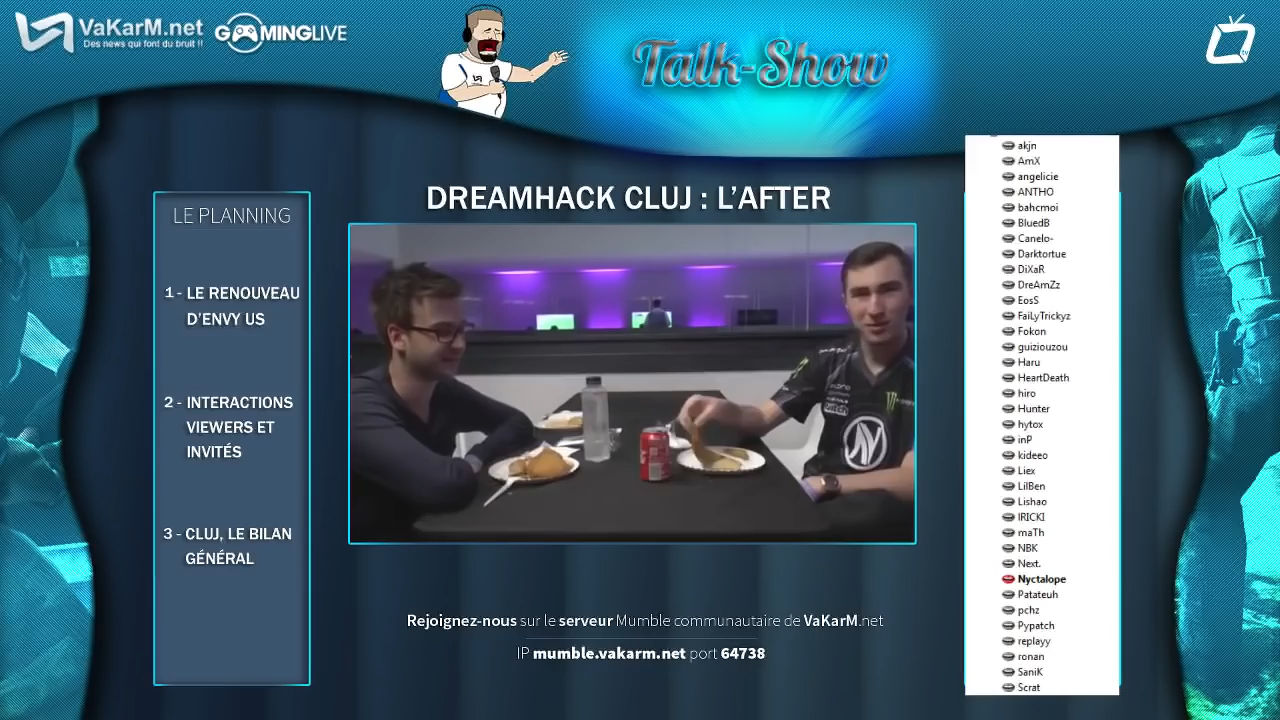 VaKarM.net
Des news qui font du bruit !!
GAMINGLIVE
Talk-Show
tv
LE PLANNING
1 - LE RENOUVEAU
D'ENVY US
2 - INTERACTIONS
VIEWERS ET
INVITÉS
3 - CLUJ, LE BILAN
GÉNÉRAL
DREAMHACK CLUJ : L'AFTER
Rejoignez-nous sur le serveur Mumble communautaire de VaKarM.net
IP mumble.vakarm.net port 64738
akjn
AmX
angelicie
ANTHO
bahcmoi
BluedB
Canelo-
Darktortue
DiXaR
DreAmZz
EosS
FaiLyTrickyz
Fokon
guiziouzou
Haru
HeartDeath
hiro
Hunter
hytox
inP
kideeo
Liex
LilBen
Lishao
lRICKI
maTh
NBK
Next.
Nyctalope
Patateuh
pchz
Pypatch
replayy
ronan
SaniK
Scrat